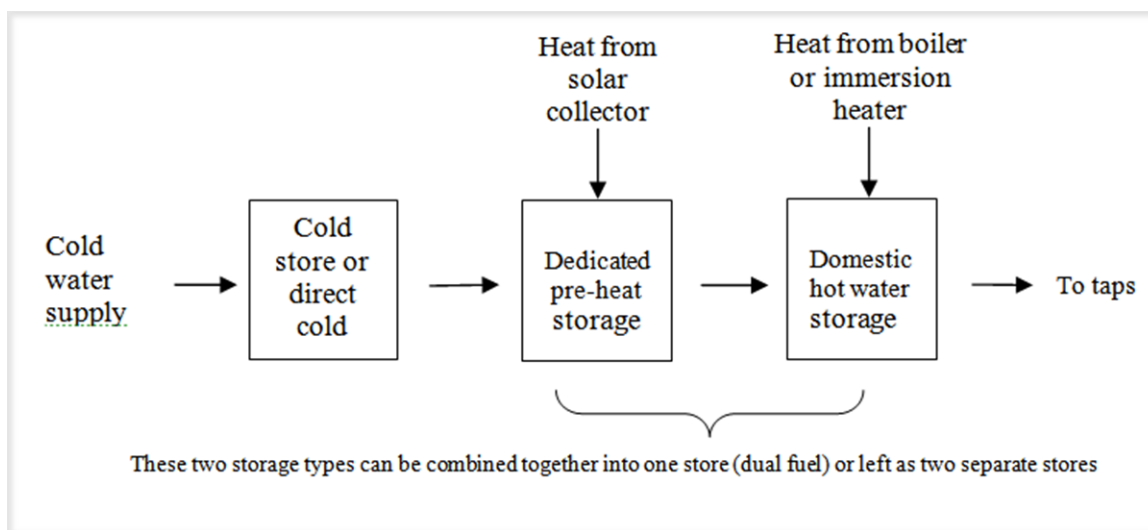 Heat from
solar
collector
Heat from boiler
or immersion
heater
Cold
water
supply
Cold
store or
direct
cold
Dedicated
pre-heat
storage
Domestic
hot water
storage
To taps
These two storage types can be combined together into one store (dual fuel) or left as two separate stores